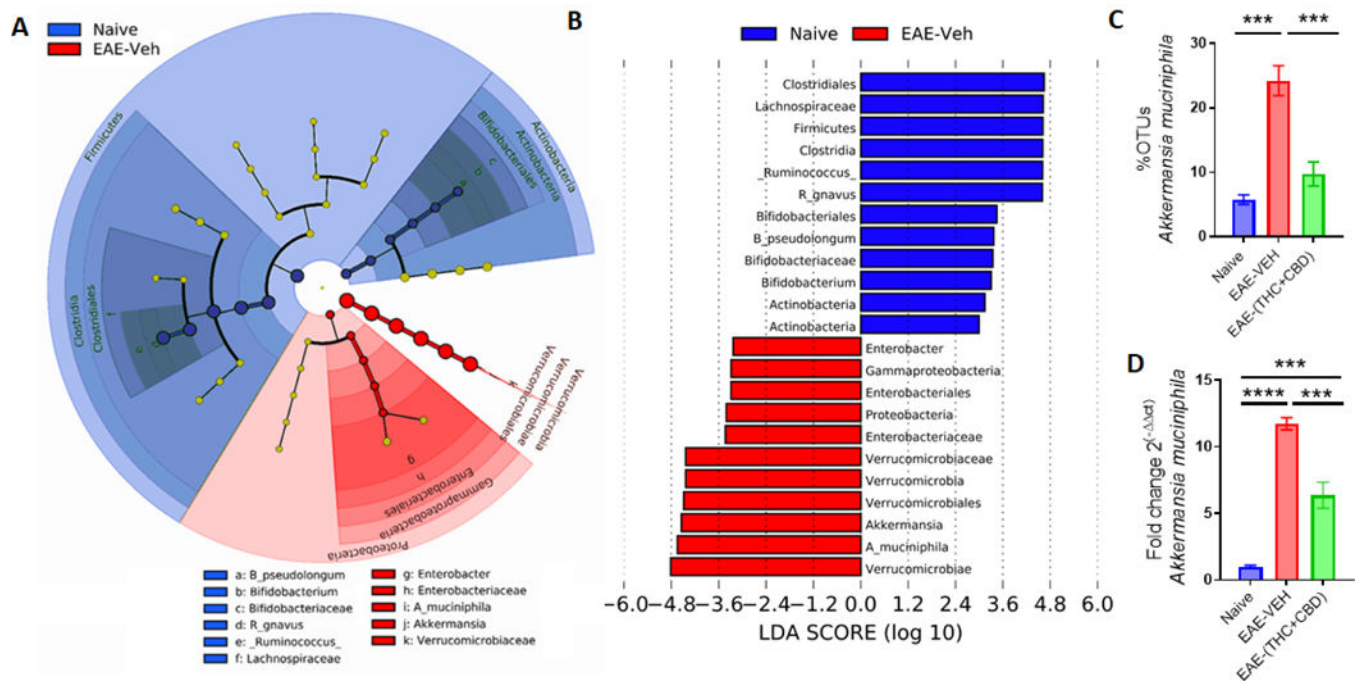 A
Naive
EAE-Veh
Firmicutes
Clostridia
Clostridiales
f
e
d
Actinobacteria
Actinobacteria
Bifidobacteriales
c
b
a
Verrucomicrobia
Verrucomicrobiae
Verrucomicrobiales
k
g
h
Enterobacteriales
Gammaproteobacteria
Proteobacteria
a: B_pseudolongum
b: Bifidobacterium
c: Bifidobacteriaceae
d: R_gnavus
e: _Ruminococcus_
f: Lachnospiraceae
g: Enterobacter
h: Enterobacteriaceae
i: A_muciniphila
j: Akkermansia
k: Verrucomicrobiaceae
B
Naive
EAE-Veh
Clostridiales
Lachnospiraceae
Firmicutes
Clostridia
_Ruminococcus_
R_gnavus
Bifidobacteriales
B_pseudolongum
Bifidobacteriaceae
Bifidobacterium
Actinobacteria
Actinobacteria
Enterobacter
Gammaproteobacteria
Enterobacteriales
Proteobacteria
Enterobacteriaceae
Verrucomicrobiaceae
Verrucomicrobia
Verrucomicrobiales
Akkermansia
A_muciniphila
Verrucomicrobiae
−6.0 −4.8 −3.6 −2.4 −1.2 0.0 1.2 2.4 3.6 4.8 6.0
LDA SCORE (log 10)
C
*** ***
%OTUs
Akkermansia muciniphila
30
20
10
0
Naive
EAE-VEH
EAE-(THC+CBD)
D
***
**** ***
Fold change 2(-ΔΔct)
Akkermansia muciniphila
15
10
5
0
Naive
EAE-VEH
EAE-(THC+CBD)